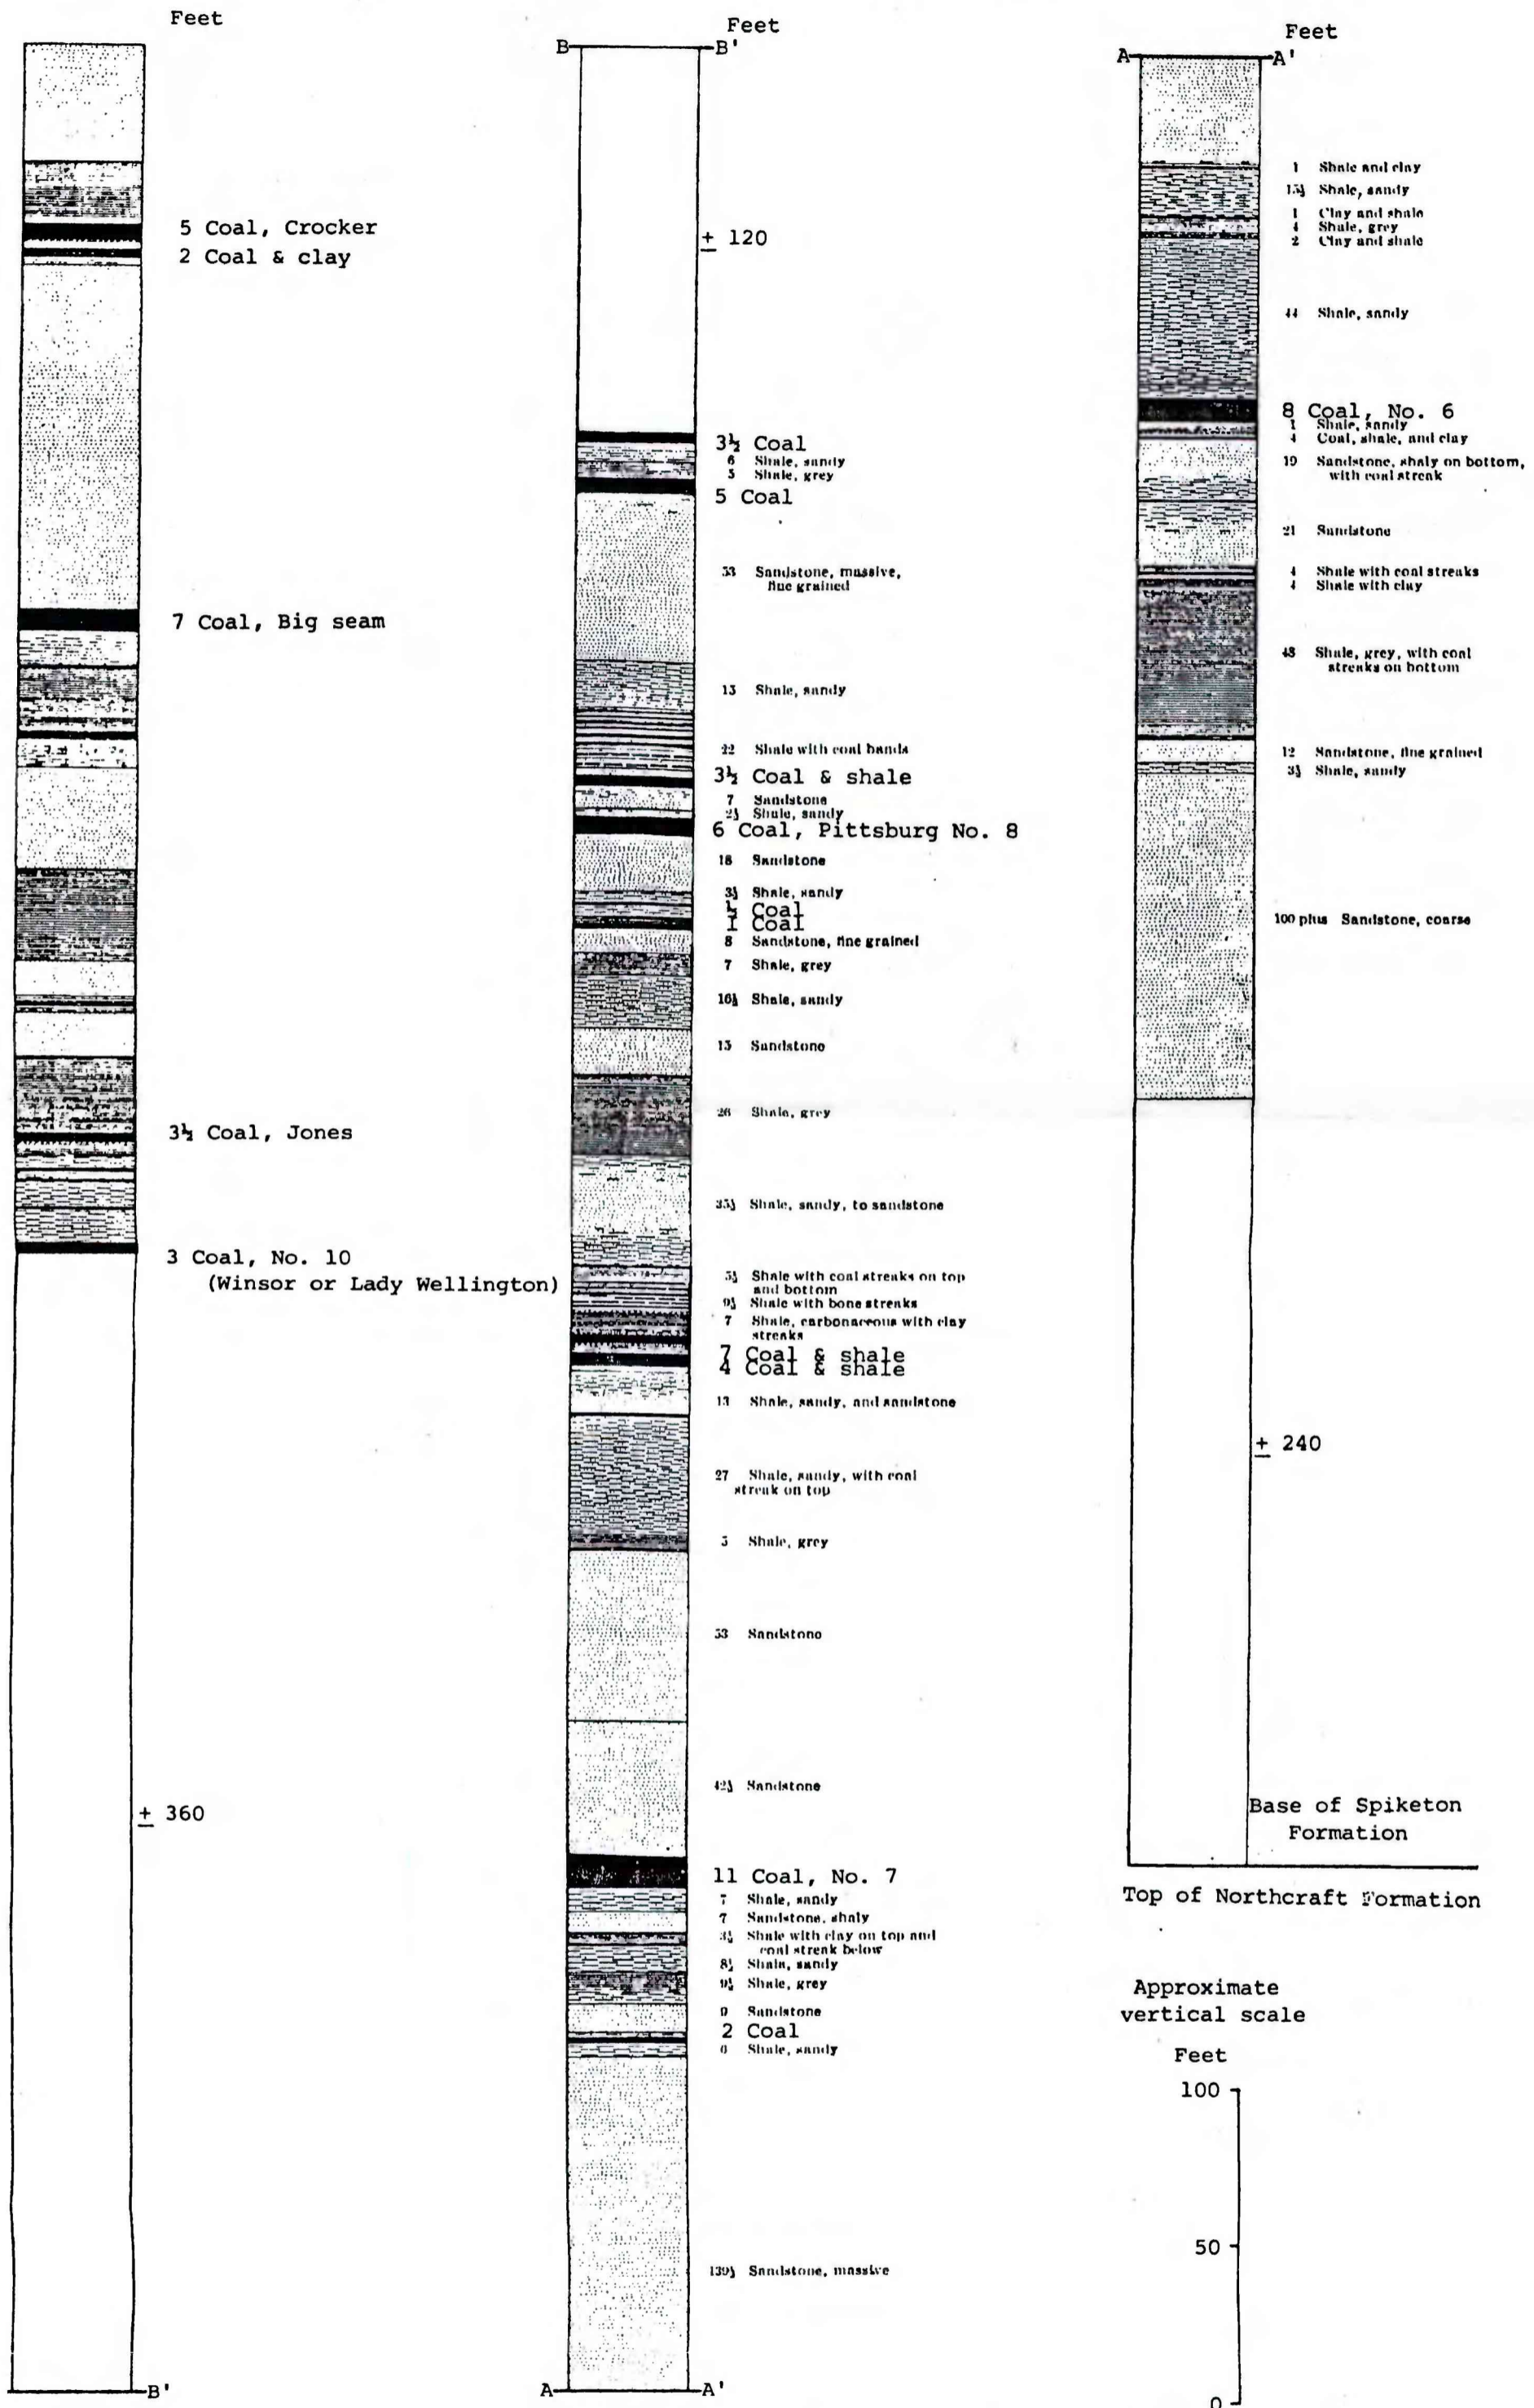 Feet
5 Coal, Crocker
2 Coal & clay
7 Coal, Big seam
3½ Coal, Jones
3 Coal, No. 10
(Winsor or Lady Wellington)
± 360
B'
Feet
B
B'
± 120
3½ Coal
6 Shale, sandy
5 Shale, grey
5 Coal
53 Sandstone, massive,
fine grained
Shale, sandy
22 Shale with coal bands
3½ Coal & shale
7 Sandstone
2½ Shale, sandy
6 Coal, Pittsburg No. 8
18 Sandstone
3½ Shale, sandy
½ Coal
1 Coal
8 Sandstone, fine grained
7 Shale, grey
16½ Shale, sandy
Sandstone
26 Shale, grey
Shale, sandy, to sandstone
Shale with coal streaks on top
and bottom
9½ Shale with bone streaks
7 Shale, carbonaceous with clay
streaks
7 Coal & shale
4 Coal & shale
13 Shale, sandy, and sandstone
27 Shale, sandy, with coal
streak on top
5 Shale, grey
53 Sandstone
42½ Sandstone
11 Coal, No. 7
7 Shale, sandy
7 Sandstone, shaly
Shale with clay on top and
coal streak below
8½ Shale, sandy
9½ Shale, grey
9 Sandstone
2 Coal
Shale, sandy
139½ Sandstone, massive
A
A'
Feet
A
A'
1 Shale and clay
15½ Shale, sandy
1 Clay and shale
4 Shale, grey
2 Clay and shale
44 Shale, sandy
8 Coal, No. 6
1 Shale, sandy
4 Coal, shale, and clay
19 Sandstone, shaly on bottom,
with coal streak
21 Sandstone
4 Shale with coal streaks
4 Shale with clay
48 Shale, grey, with coal
streaks on bottom
12 Sandstone, fine grained
3½ Shale, sandy
100 plus Sandstone, coarse
± 240
Base of Spiketon
Formation
Top of Northcraft Formation
Approximate
vertical scale
Feet
100
50
0